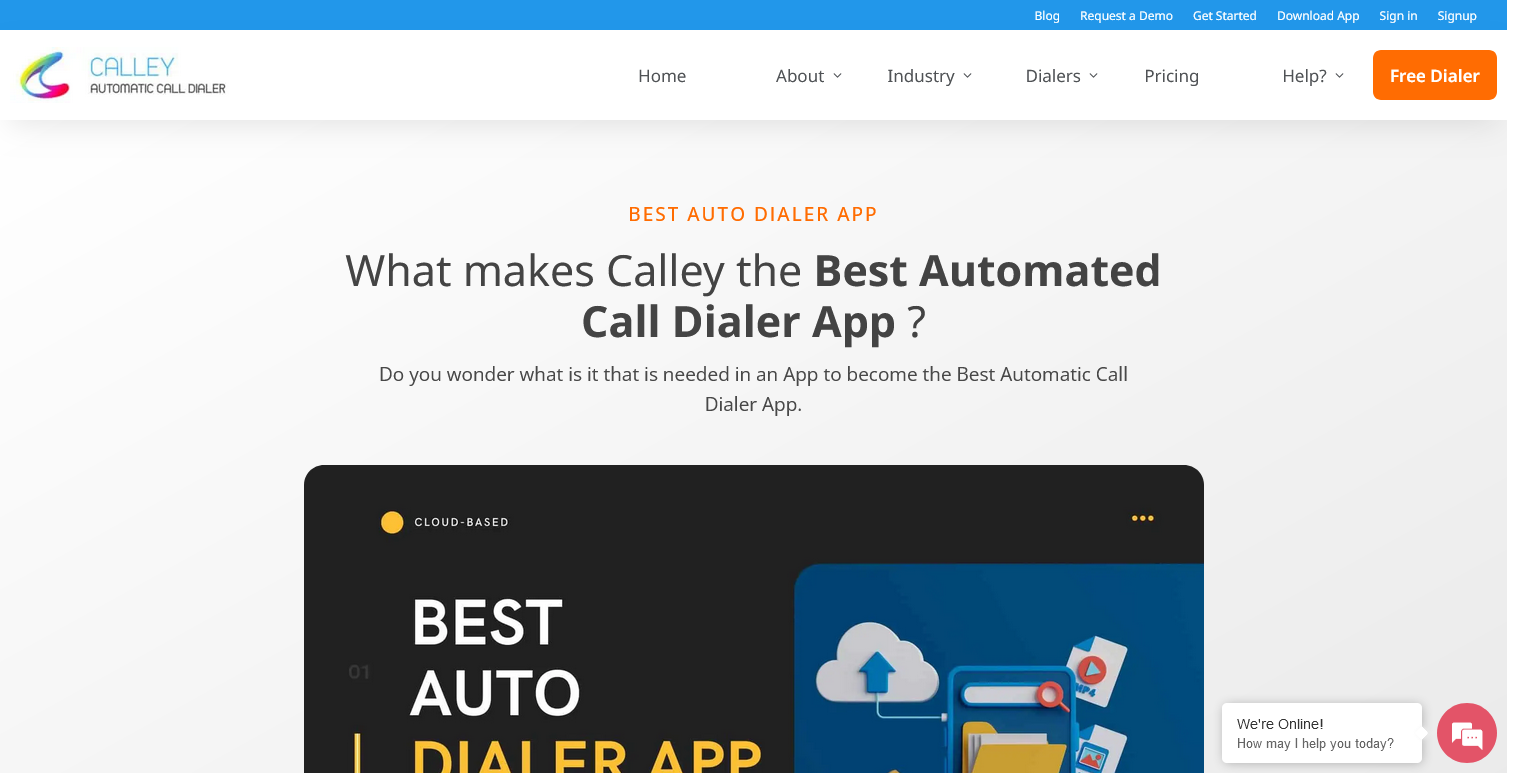 Blog Request a Demo Get Started Download App Sign in Signup
CALLEY
AUTOMATIC CALL DIALER
Home About Industry Dialers Pricing Help? Free Dialer
BEST AUTO DIALER APP
What makes Calley the Best Automated
Call Dialer App ?
Do you wonder what is it that is needed in an App to become the Best Automatic Call
Dialer App.
CLOUD-BASED
BEST
AUTO
01
DIALER APP
MP4
We're Online!
How may I help you today?